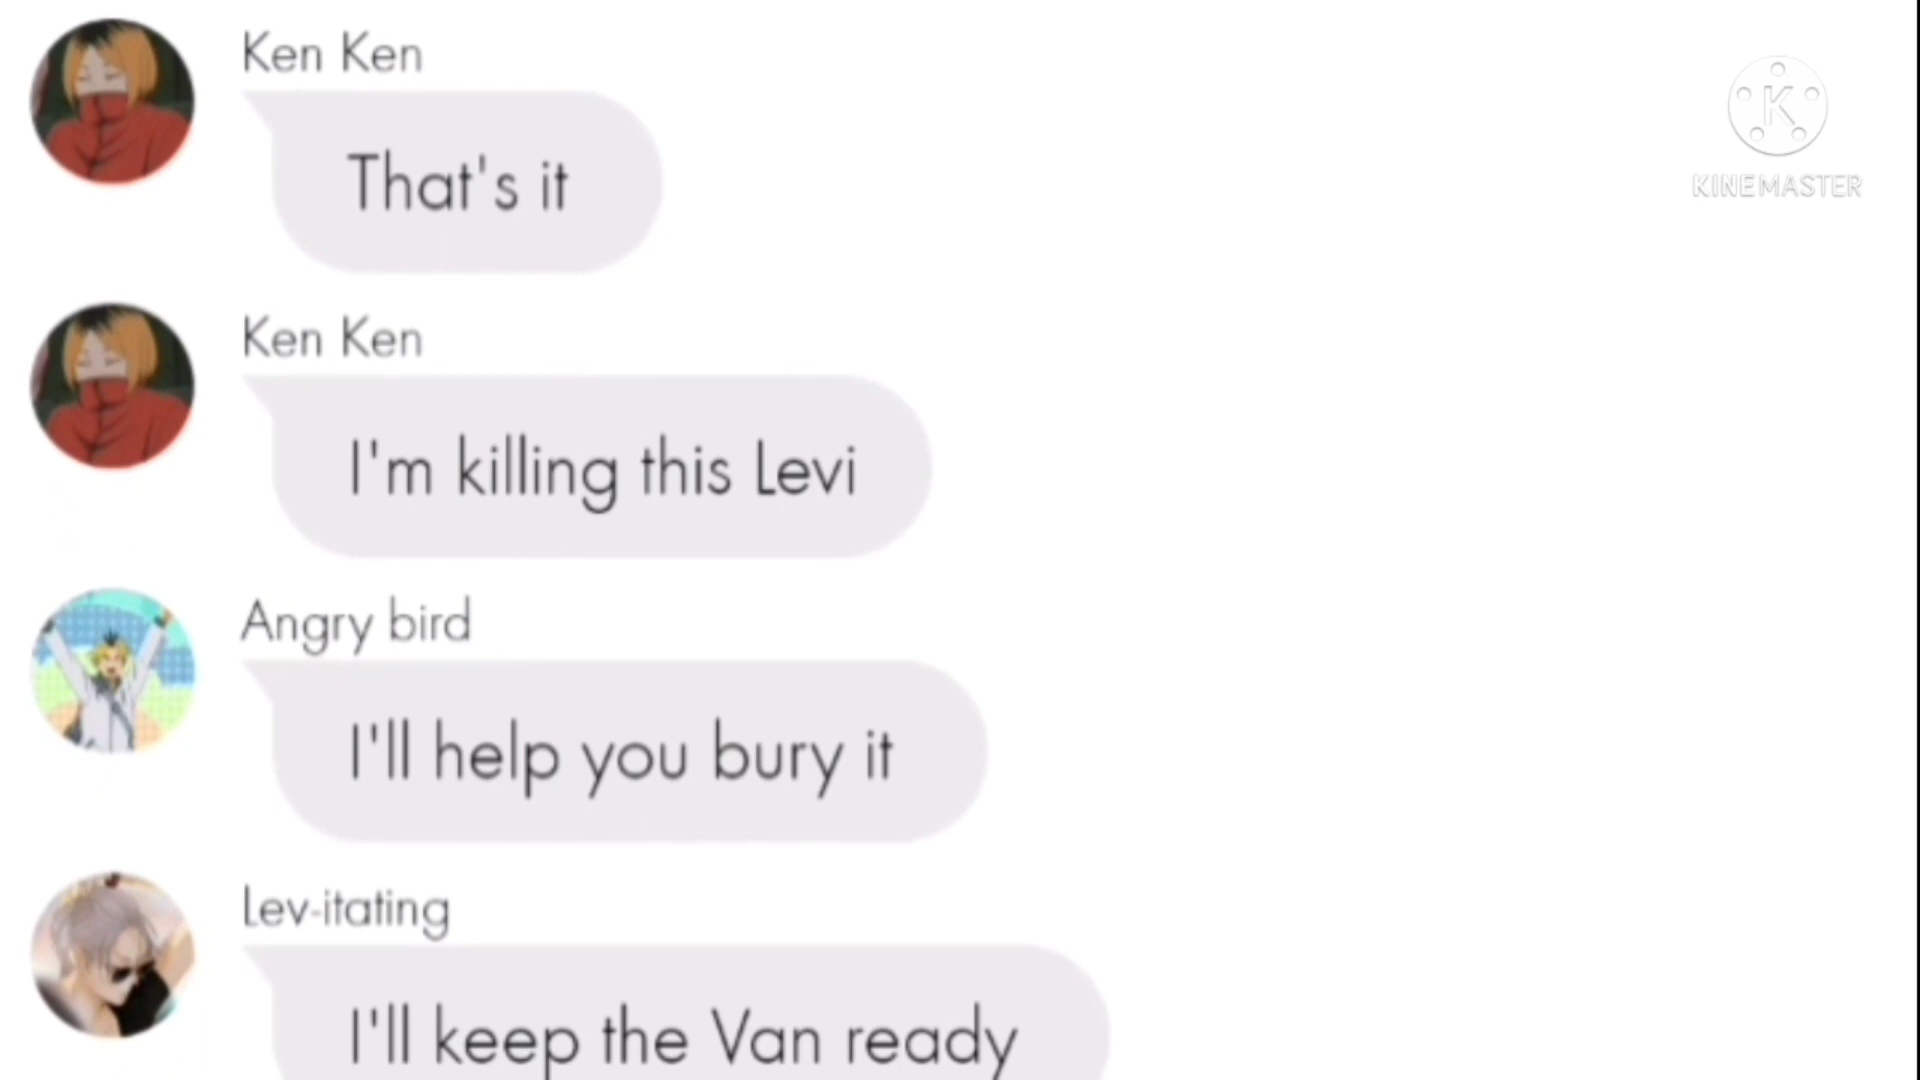 Ken Ken
K
KINEMASTER
That's it
Ken Ken
I'm killing this Levi
Angry bird
I'll help you bury it
Lev-itating
I'll keep the Van ready